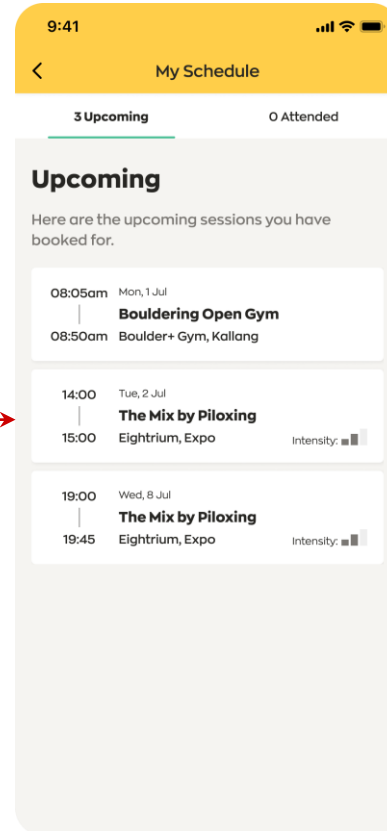 9:41
My Schedule
3 Upcoming
0 Attended
Upcoming
Here are the upcoming sessions you have
booked for.
08:05am
Mon, 1 Jul
Bouldering Open Gym
08:50am
Boulder+ Gym, Kallang
14:00
Tue, 2 Jul
The Mix by Piloxing
15:00
Eightrium, Expo
Intensity:
19:00
Wed, 8 Jul
The Mix by Piloxing
19:45
Eightrium, Expo
Intensity: